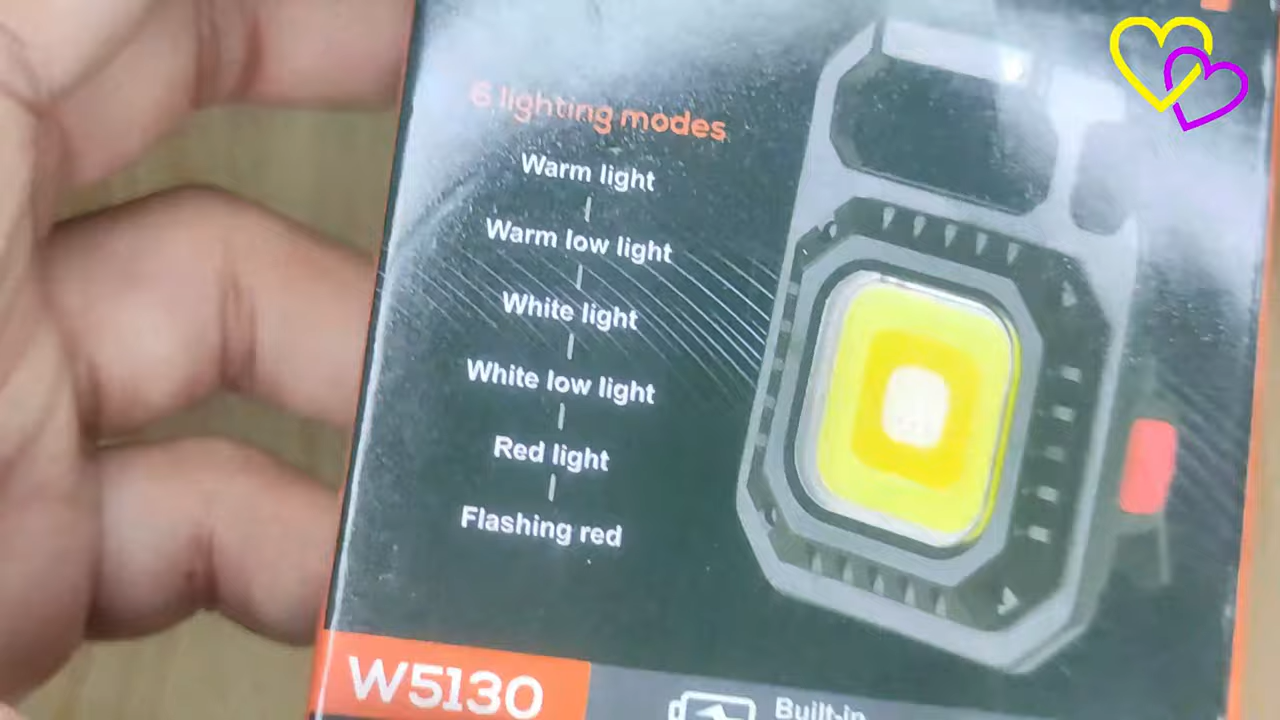 6 lighting modes
Warm light
Warm low light
White light
White low light
Red light
Flashing red
W5130
Built-in